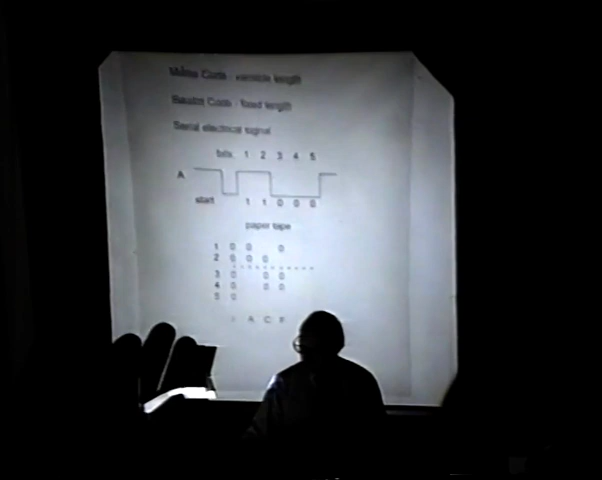 Morse Code - variable length
Baudot Code - fixed length
Serial electrical signal
bits 1 2 3 4 5
A
start 1 1 0 0 0
paper tape
1 0 0 0
2 0 0 0
3 0 0 0
4 0 0 0
5 0
A C